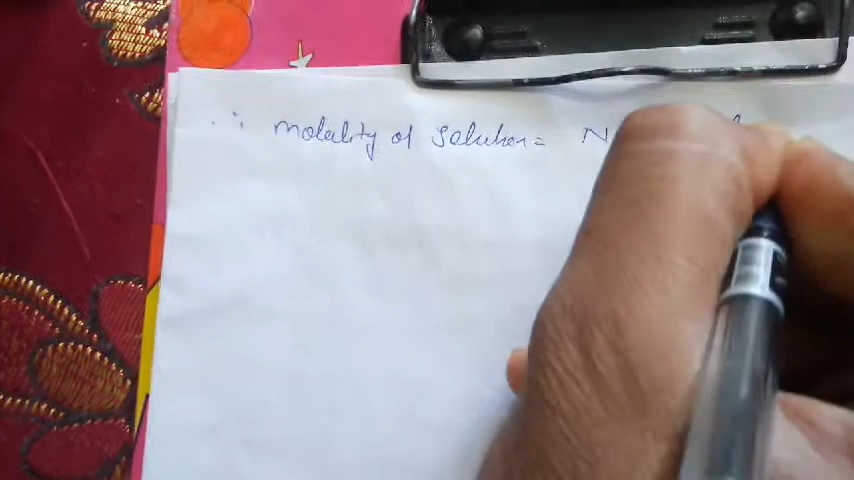 ∴ molality of solution = N